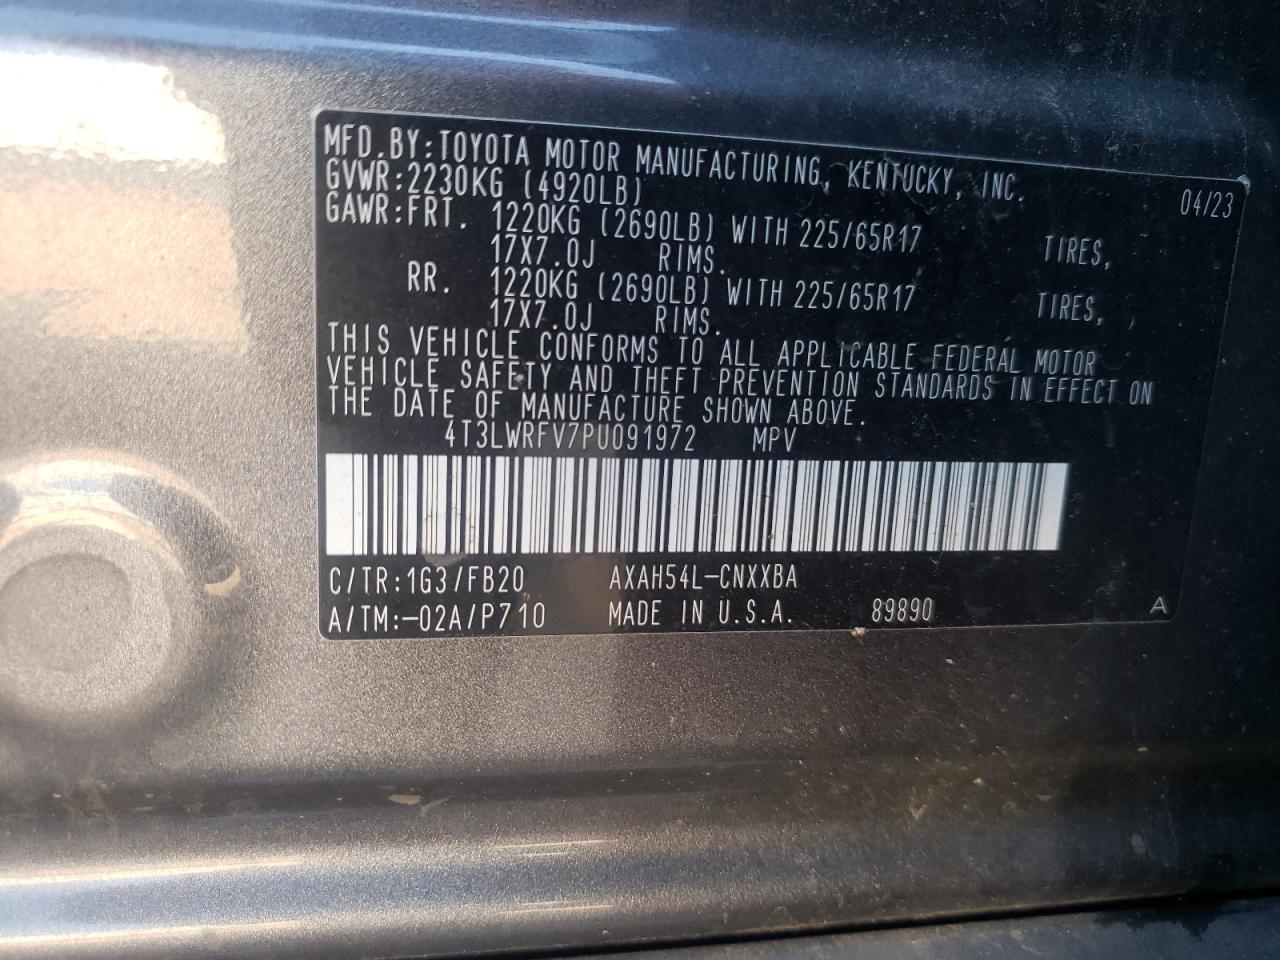 MFD.BY:TOYOTA MOTOR MANUFACTURING, KENTUCKY, INC.
GVWR:2230KG (4920LB) 04/23
GAWR:FRT. 1220KG (2690LB) WITH 225/65R17 TIRES,
17X7.0J RIMS.
RR. 1220KG (2690LB) WITH 225/65R17 TIRES,
17X7.0J RIMS.
THIS VEHICLE CONFORMS TO ALL APPLICABLE FEDERAL MOTOR
VEHICLE SAFETY AND THEFT PREVENTION STANDARDS IN EFFECT ON
THE DATE OF MANUFACTURE SHOWN ABOVE.
4T3LWRFV7PU091972 MPV
C/TR:1G3/FB20 AXAH54L-CNXXBA
A/TM:-02A/P710 MADE IN U.S.A. 89890 A